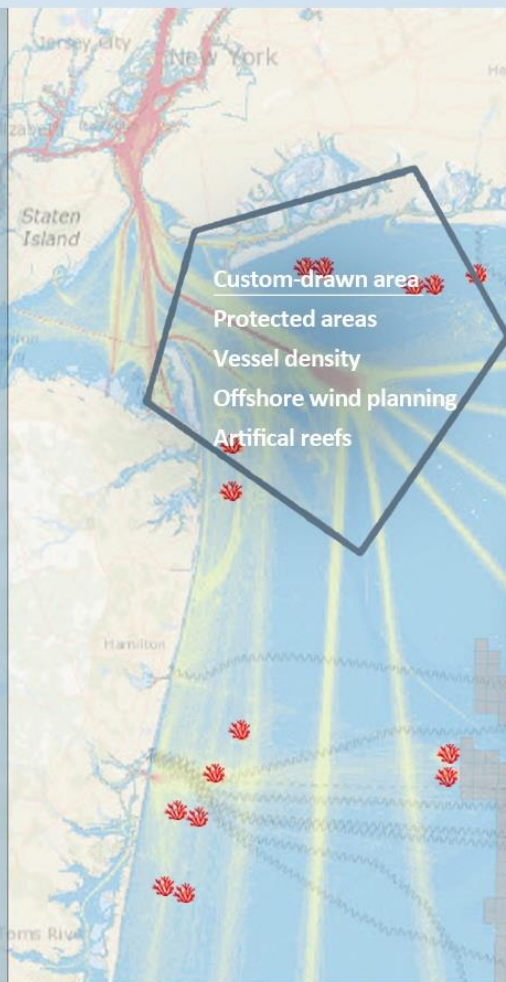 Jersey City
New York
Staten
Island
Custom-drawn area
Protected areas
Vessel density
Offshore wind planning
Artifical reefs
Hamilton
oms Rive